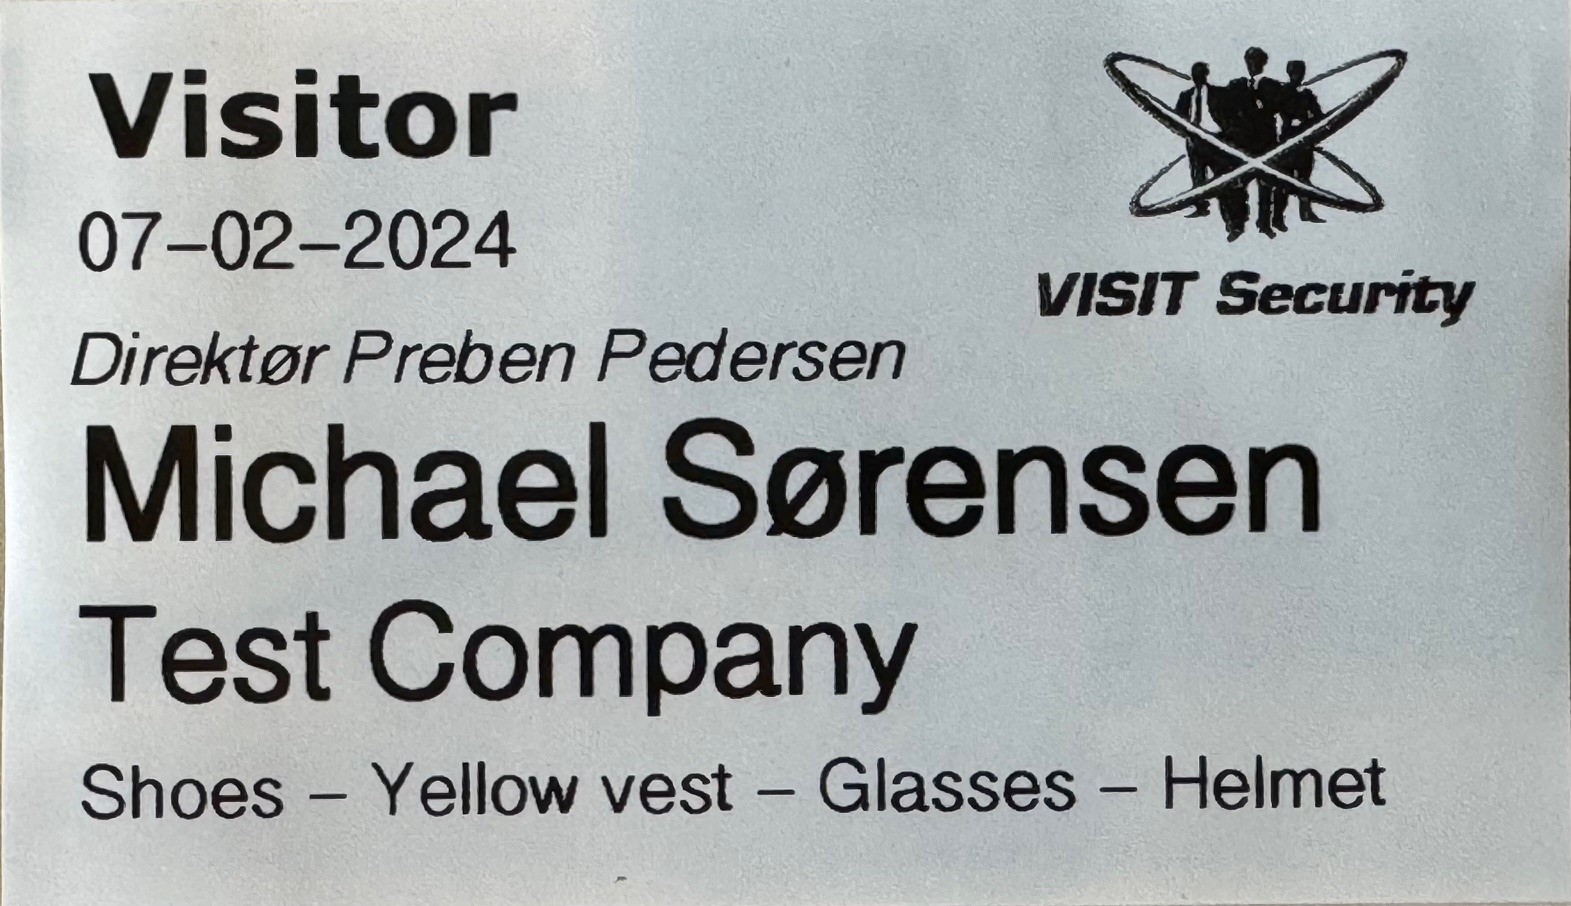 Visitor
07-02-2024
VISIT Security
Direktør Preben Pedersen
Michael Sørensen
Test Company
Shoes - Yellow vest - Glasses - Helmet